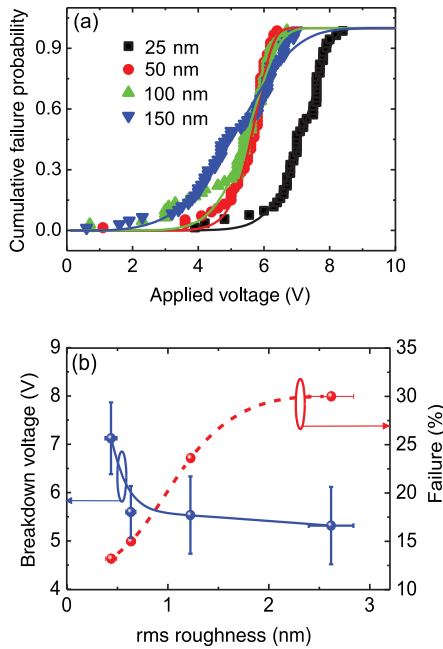 (a)
Cumulative failure probability
0.0
0.3
0.6
0.9
25 nm
50 nm
100 nm
150 nm
0 2 4 6 8 10
Applied voltage (V)
(b)
Breakdown voltage (V)
4
5
6
7
8
9
Failure (%)
10
15
20
25
30
35
0 1 2 3
rms roughness (nm)